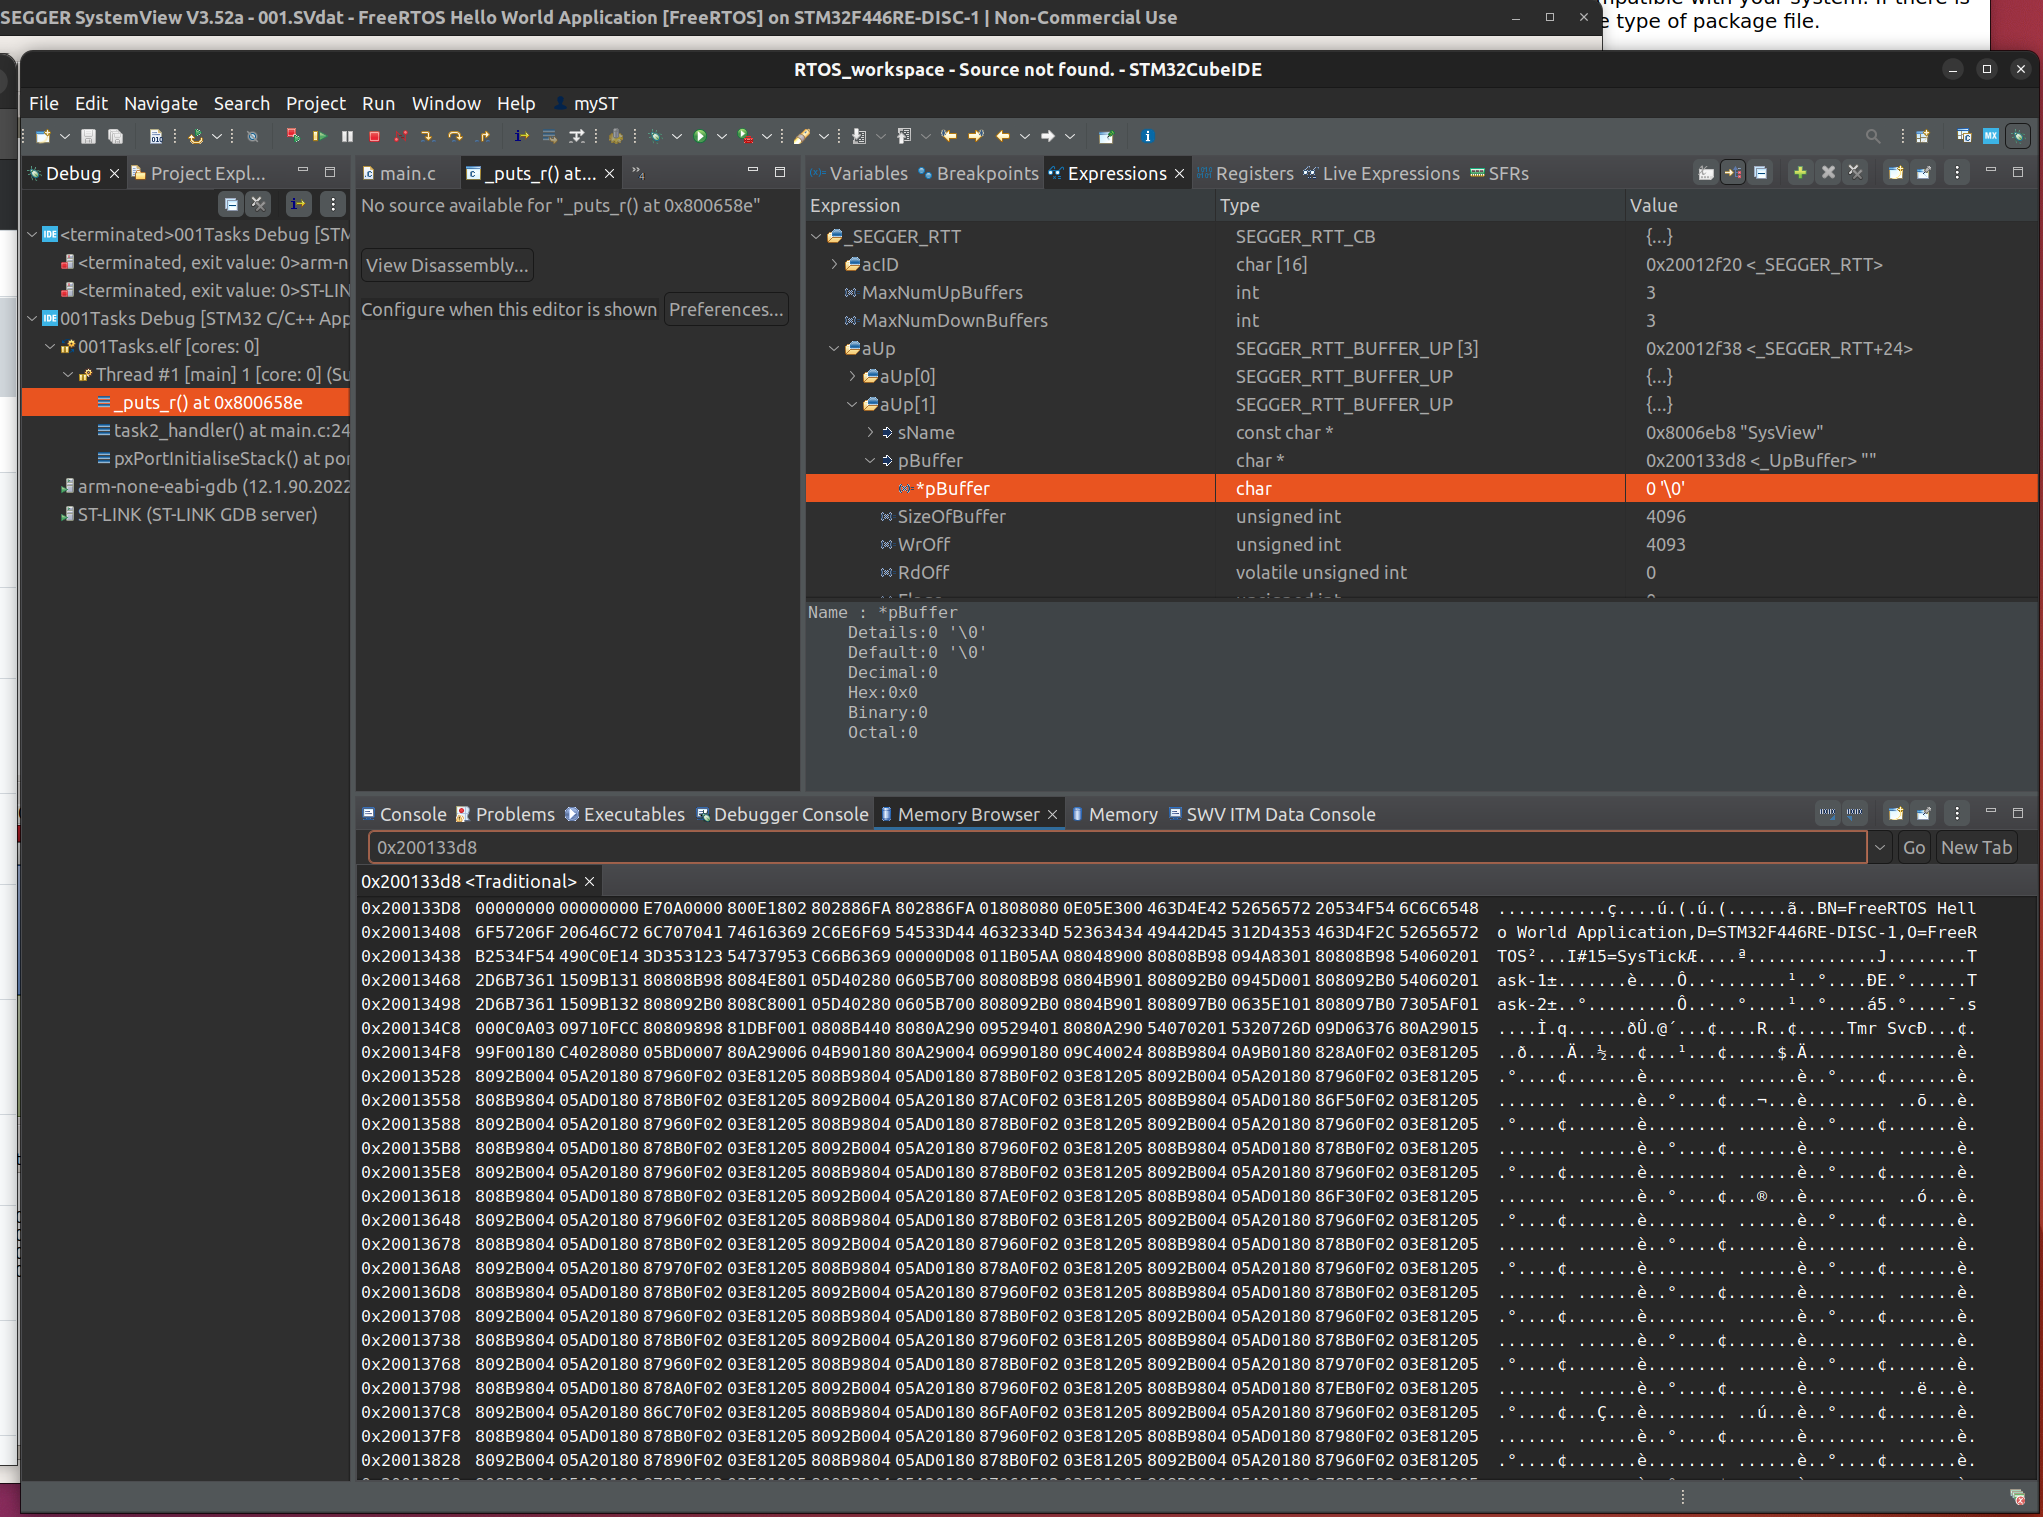 SEGGER SystemView V3.52a - 001.SVdat - FreeRTOS Hello World Application [FreeRTOS] on STM32F446RE-DISC-1 | Non-Commercial Use
e type of package file.
RTOS_workspace - Source not found. - STM32CubeIDE
File Edit Navigate Search Project Run Window Help myST
Debug
Project Expl...
<terminated>001Tasks Debug [STM
<terminated, exit value: 0>arm-n
<terminated, exit value: 0>ST-LIN
001Tasks Debug [STM32 C/C++ App
001Tasks.elf [cores: 0]
Thread #1 [main] 1 [core: 0] (Su
_puts_r() at 0x800658e
task2_handler() at main.c:24
pxPortInitialiseStack() at por
arm-none-eabi-gdb (12.1.90.2022
ST-LINK (ST-LINK GDB server)
main.c
_puts_r() at...
No source available for "_puts_r() at 0x800658e"
View Disassembly...
Configure when this editor is shown Preferences...
Variables Breakpoints Expressions Registers Live Expressions SFRs
Expression Type Value
_SEGGER_RTT SEGGER_RTT_CB {...}
acID char [16] 0x20012f20 <_SEGGER_RTT>
MaxNumUpBuffers int 3
MaxNumDownBuffers int 3
aUp SEGGER_RTT_BUFFER_UP [3] 0x20012f38 <_SEGGER_RTT+24>
aUp[0] SEGGER_RTT_BUFFER_UP {...}
aUp[1] SEGGER_RTT_BUFFER_UP {...}
sName const char * 0x8006eb8 "SysView"
pBuffer char * 0x200133d8 <_UpBuffer> ""
*pBuffer char 0 '\0'
SizeOfBuffer unsigned int 4096
WrOff unsigned int 4093
RdOff volatile unsigned int 0
Name : *pBuffer
Details:0 '\0'
Default:0 '\0'
Decimal:0
Hex:0x0
Binary:0
Octal:0
Console Problems Executables Debugger Console Memory Browser Memory SWV ITM Data Console
0x200133d8 Go New Tab
0x200133d8 <Traditional>
0x200133D8 00000000 00000000 E70A0000 800E1802 802886FA 802886FA 01808080 0E05E300 463D4E42 52656572 20534F54 6C6C6548 ...........ç....ú.(.ú.(......ã..BN=FreeRTOS Hell
0x20013408 6F57206F 20646C72 6C707041 74616369 2C6E6F69 54533D44 4632334D 52363434 49442D45 312D4353 463D4F2C 52656572 o World Application,D=STM32F446RE-DISC-1,O=FreeR
0x20013438 B2534F54 490C0E14 3D353123 54737953 C66B6369 00000D08 011B05AA 08048900 80808B98 094A8301 80808B98 54060201 TOS²...I#15=SysTickÆ....ª.............J........T
0x20013468 2D6B7361 1509B131 80808B98 8084E801 05D40280 0605B700 80808B98 0804B901 808092B0 0045D001 808092B0 54060201 ask-1±.......è....Ô..·........¹..°....ÐE.°......T
0x20013498 2D6B7361 1509B132 808092B0 808C8001 05D40280 0605B700 808092B0 0804B901 808097B0 0635E101 808097B0 7305AF01 ask-2±..°.........Ô..·..°....¹..°....á5.°....¯.s
0x200134C8 000C0A03 09710FCC 80809898 81DBF001 0808B440 8080A290 09529401 8080A290 54070201 5320726D 09D06376 80A29015 ....Ì.q......ðÛ.@´...¢....R..¢.....Tmr SvcÐ...¢.
0x200134F8 99F00180 C4028080 05BD0007 80A29006 04B90180 80A29004 06990180 09C40024 808B9804 0A9B0180 828A0F02 03E81205 ..ð....Ä..½...¢...¹...¢.....$.Ä...............è.
0x20013528 8092B004 05A20180 87960F02 03E81205 808B9804 05AD0180 878B0F02 03E81205 8092B004 05A20180 87960F02 03E81205
0x20013558 808B9804 05AD0180 878B0F02 03E81205 8092B004 05A20180 87AC0F02 03E81205 808B9804 05AD0180 86F50F02 03E81205
0x20013588 8092B004 05A20180 87960F02 03E81205 808B9804 05AD0180 878B0F02 03E81205 8092B004 05A20180 87960F02 03E81205
0x200135B8 808B9804 05AD0180 878B0F02 03E81205 8092B004 05A20180 87960F02 03E81205 808B9804 05AD0180 878B0F02 03E81205
0x200135E8 8092B004 05A20180 87960F02 03E81205 808B9804 05AD0180 878B0F02 03E81205 8092B004 05A20180 87960F02 03E81205
0x20013618 808B9804 05AD0180 878B0F02 03E81205 8092B004 05A20180 87AE0F02 03E81205 808B9804 05AD0180 86F30F02 03E81205
0x20013648 8092B004 05A20180 87960F02 03E81205 808B9804 05AD0180 878B0F02 03E81205 8092B004 05A20180 87960F02 03E81205
0x20013678 808B9804 05AD0180 878B0F02 03E81205 8092B004 05A20180 87960F02 03E81205 808B9804 05AD0180 878B0F02 03E81205
0x200136A8 8092B004 05A20180 87970F02 03E81205 808B9804 05AD0180 878A0F02 03E81205 8092B004 05A20180 87960F02 03E81205
0x200136D8 808B9804 05AD0180 878B0F02 03E81205 8092B004 05A20180 87960F02 03E81205 808B9804 05AD0180 878B0F02 03E81205
0x20013708 8092B004 05A20180 87960F02 03E81205 808B9804 05AD0180 878B0F02 03E81205 8092B004 05A20180 87960F02 03E81205
0x20013738 808B9804 05AD0180 878B0F02 03E81205 8092B004 05A20180 87960F02 03E81205 808B9804 05AD0180 878B0F02 03E81205
0x20013768 8092B004 05A20180 87960F02 03E81205 808B9804 05AD0180 878B0F02 03E81205 8092B004 05A20180 87970F02 03E81205
0x20013798 808B9804 05AD0180 878A0F02 03E81205 8092B004 05A20180 87960F02 03E81205 808B9804 05AD0180 87EB0F02 03E81205
0x200137C8 8092B004 05A20180 86C70F02 03E81205 808B9804 05AD0180 86FA0F02 03E81205 8092B004 05A20180 87960F02 03E81205
0x200137F8 808B9804 05AD0180 878B0F02 03E81205 8092B004 05A20180 87960F02 03E81205 808B9804 05AD0180 87980F02 03E81205
0x20013828 8092B004 05A20180 87890F02 03E81205 808B9804 05AD0180 878B0F02 03E81205 8092B004 05A20180 87960F02 03E81205